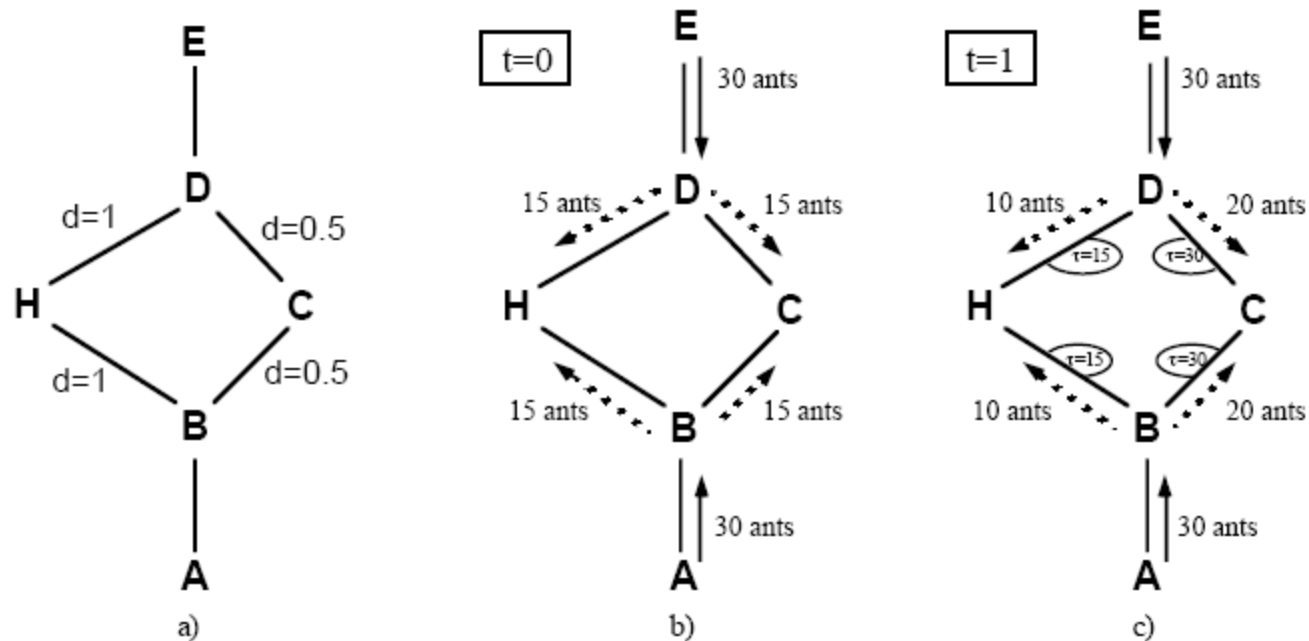 E
D
d=1
d=0.5
H
C
d=1
d=0.5
B
A
a)
t=0
E
30 ants
D
15 ants
15 ants
H
C
15 ants
15 ants
B
30 ants
A
b)
t=1
E
30 ants
D
10 ants
20 ants
τ=15
τ=30
H
C
τ=15
τ=30
10 ants
20 ants
B
30 ants
A
c)